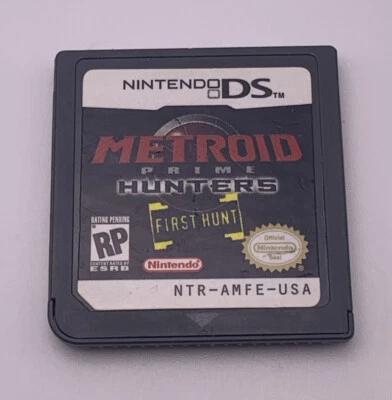 NINTENDO DS™
METROID
PRIME
HUNTERS
FIRST HUNT
RATING PENDING
RP
CONTENT RATED BY
ESRB
Nintendo
Official
Nintendo
Seal
NTR-AMFE-USA